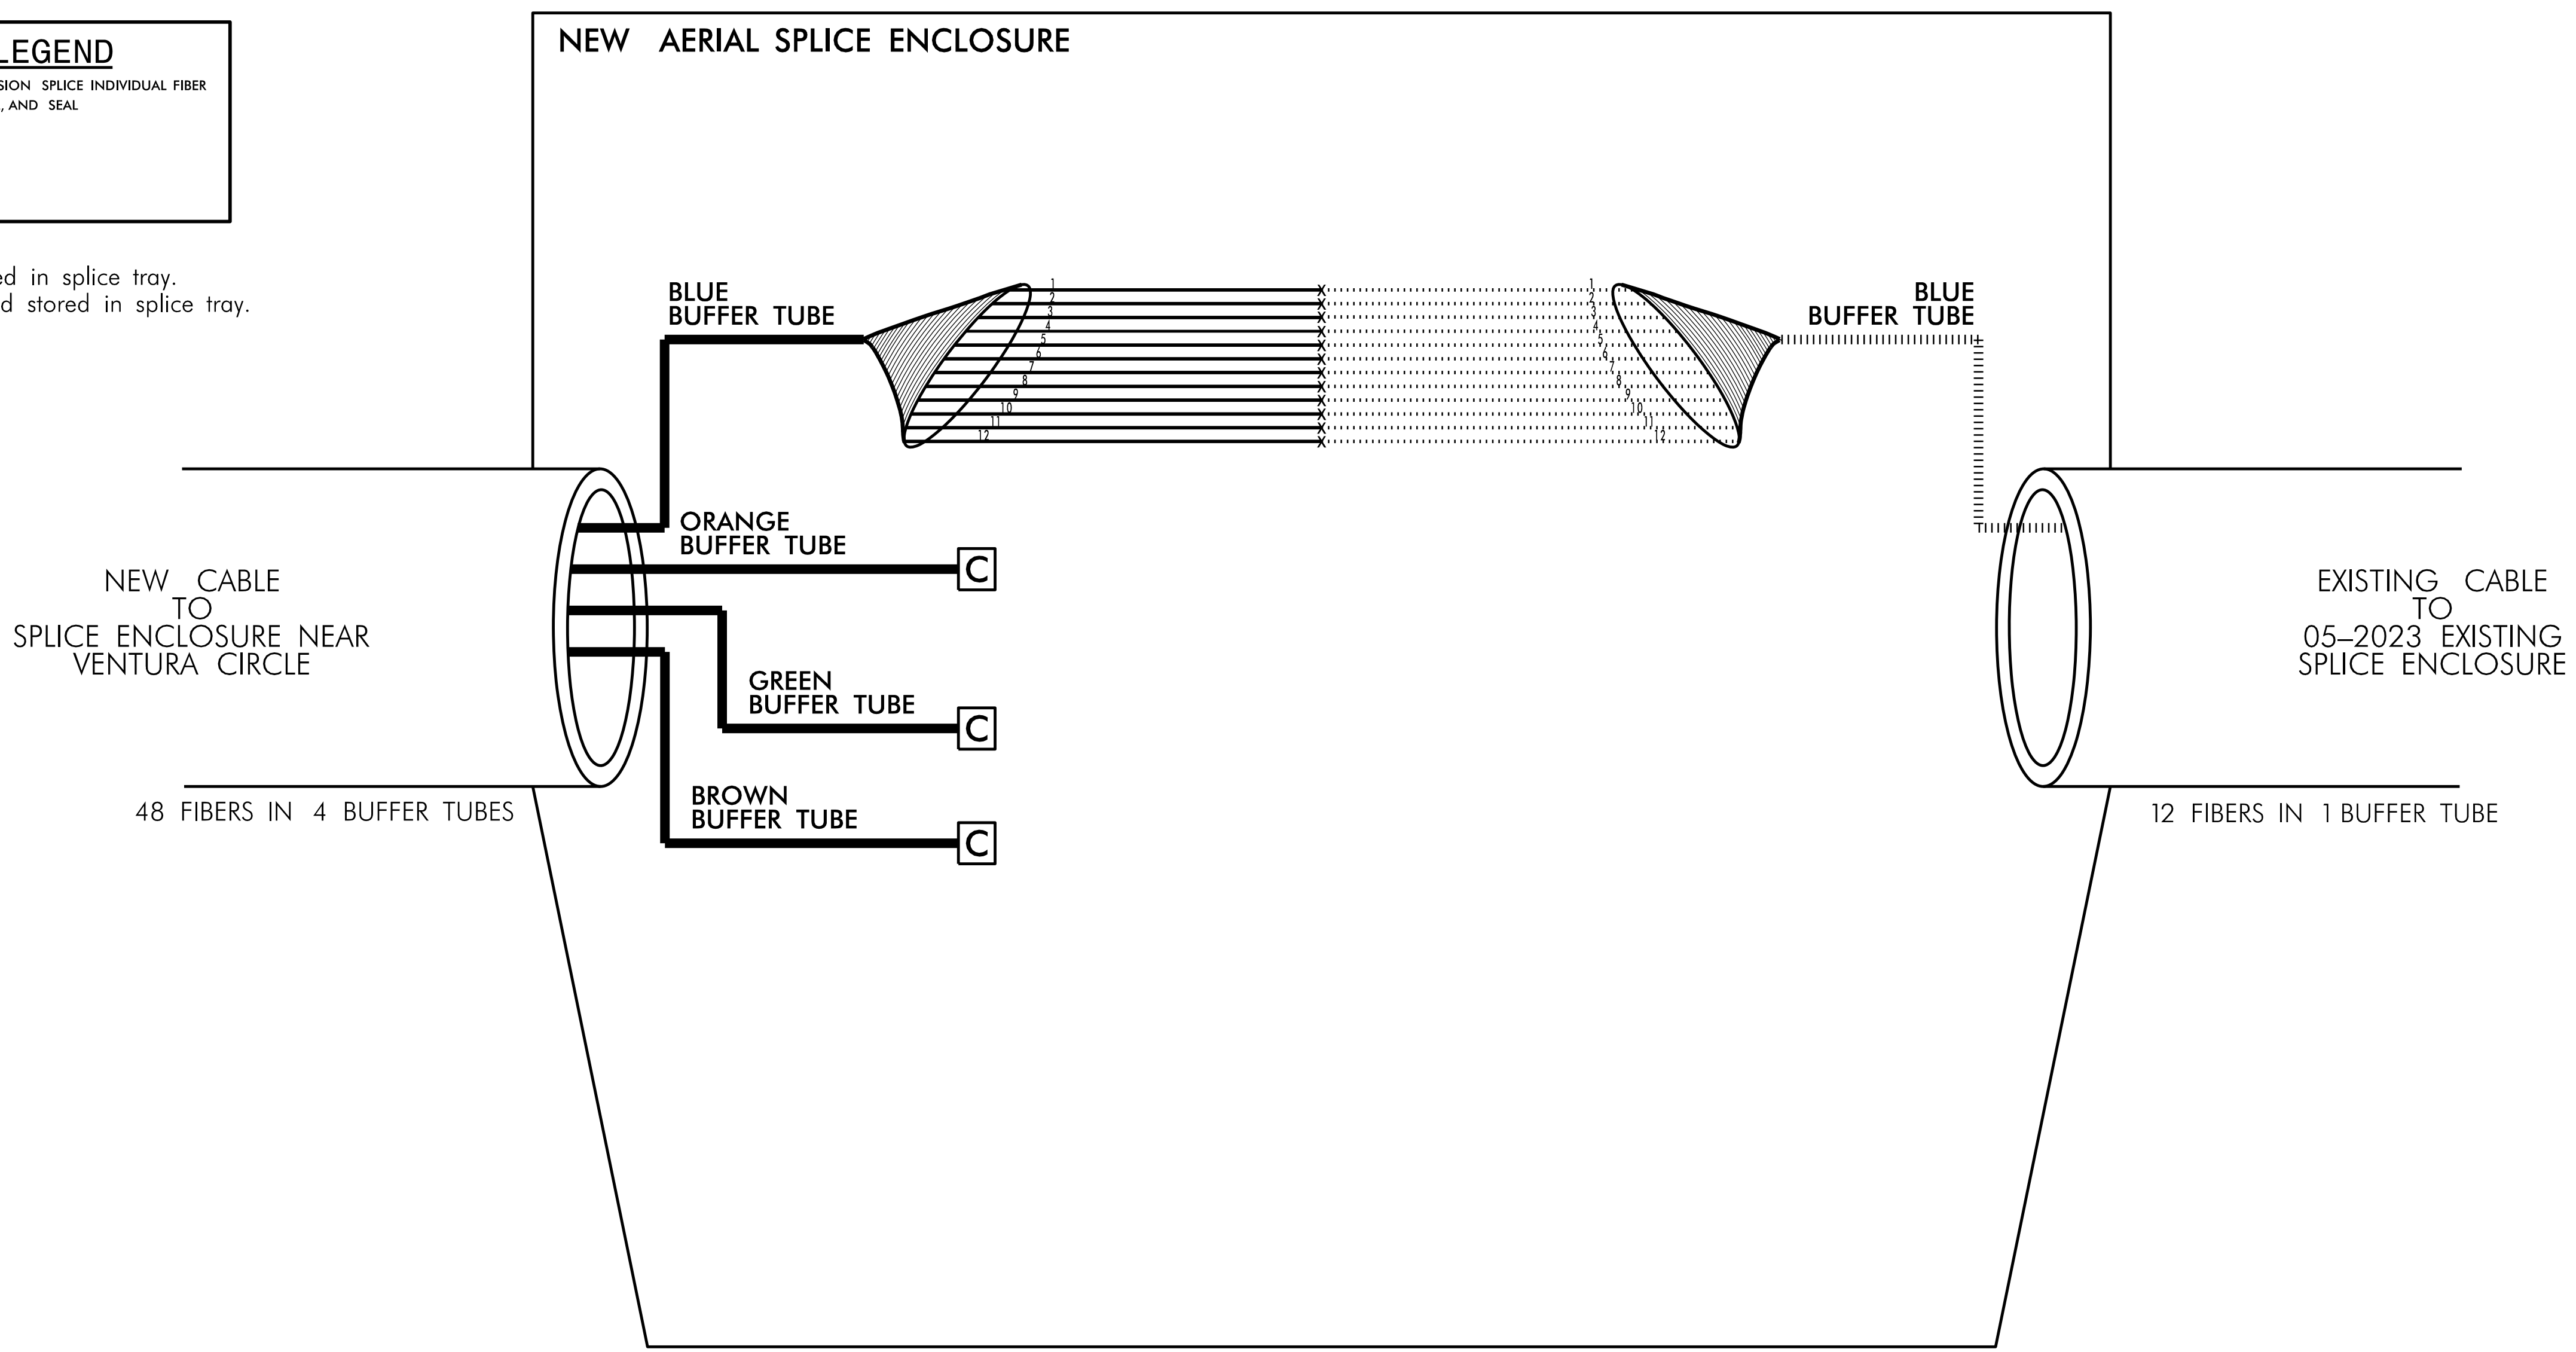 LEGEND
SPLICE INDIVIDUAL FIBER
, AND SEAL
in splice tray.
stored in splice tray.
NEW AERIAL SPLICE ENCLOSURE
BLUE
BUFFER TUBE
1
2
3
4
5
6
7
8
9
10
11
12
X
X
X
X
X
X
X
X
X
X
X
X
1
2
3
4
5
6
7
8
9
10
11
12
BLUE
BUFFER TUBE
ORANGE
BUFFER TUBE
C
GREEN
BUFFER TUBE
C
BROWN
BUFFER TUBE
C
NEW CABLE
TO
SPLICE ENCLOSURE NEAR
VENTURA CIRCLE
48 FIBERS IN 4 BUFFER TUBES
EXISTING CABLE
TO
05–2023 EXISTING
SPLICE ENCLOSURE
12 FIBERS IN 1 BUFFER TUBE